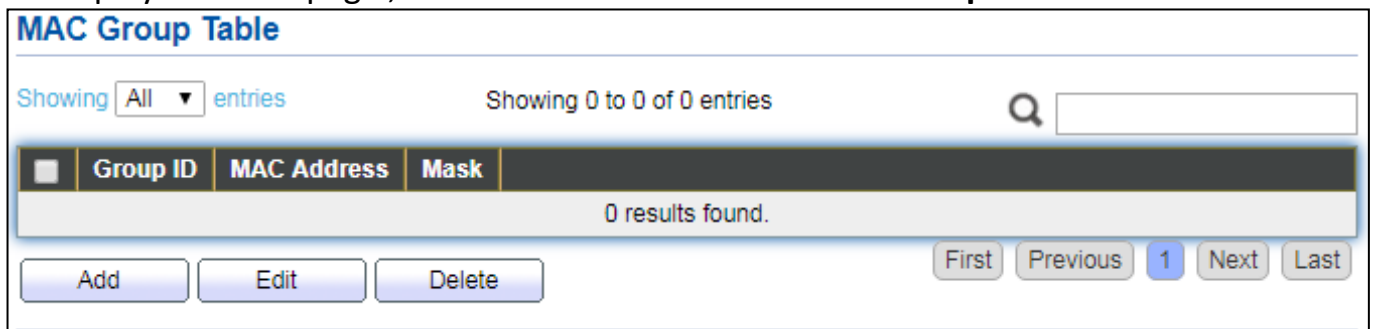 MAC Group Table
Showing All entries Showing 0 to 0 of 0 entries
Group ID MAC Address Mask
0 results found.
Add Edit Delete First Previous 1 Next Last